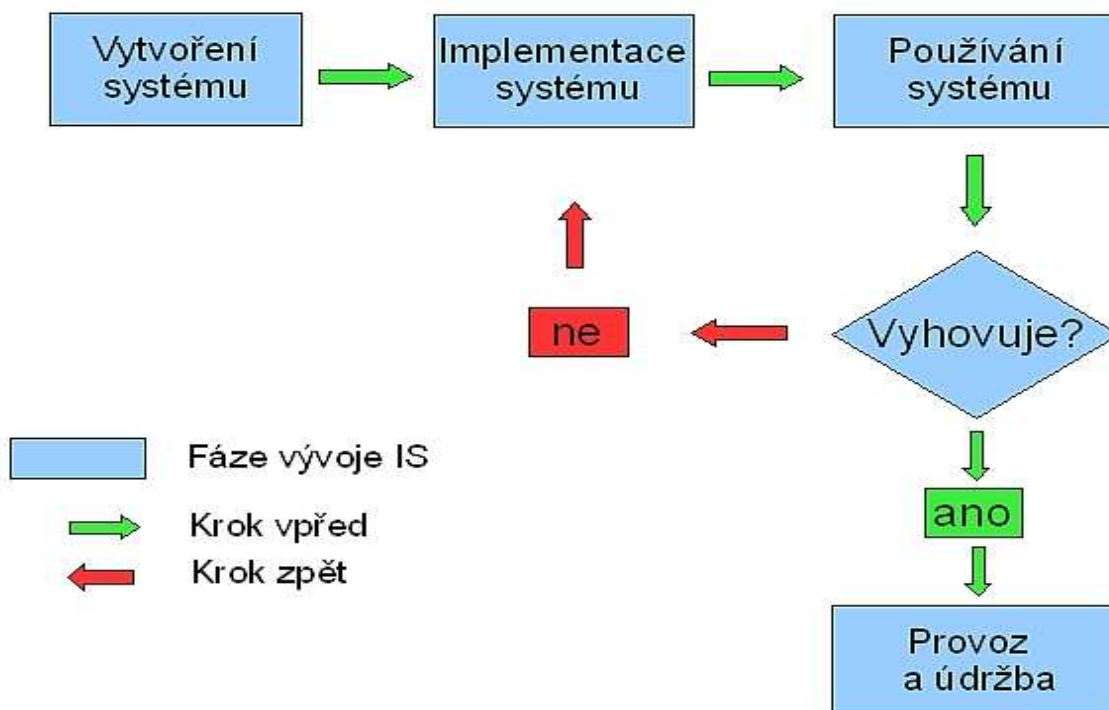 Vytvoření
systému
Implementace
systému
Používání
systému
Vyhovuje?
ne
ano
Fáze vývoje IS
Krok vpřed
Krok zpět
Provoz
a údržba